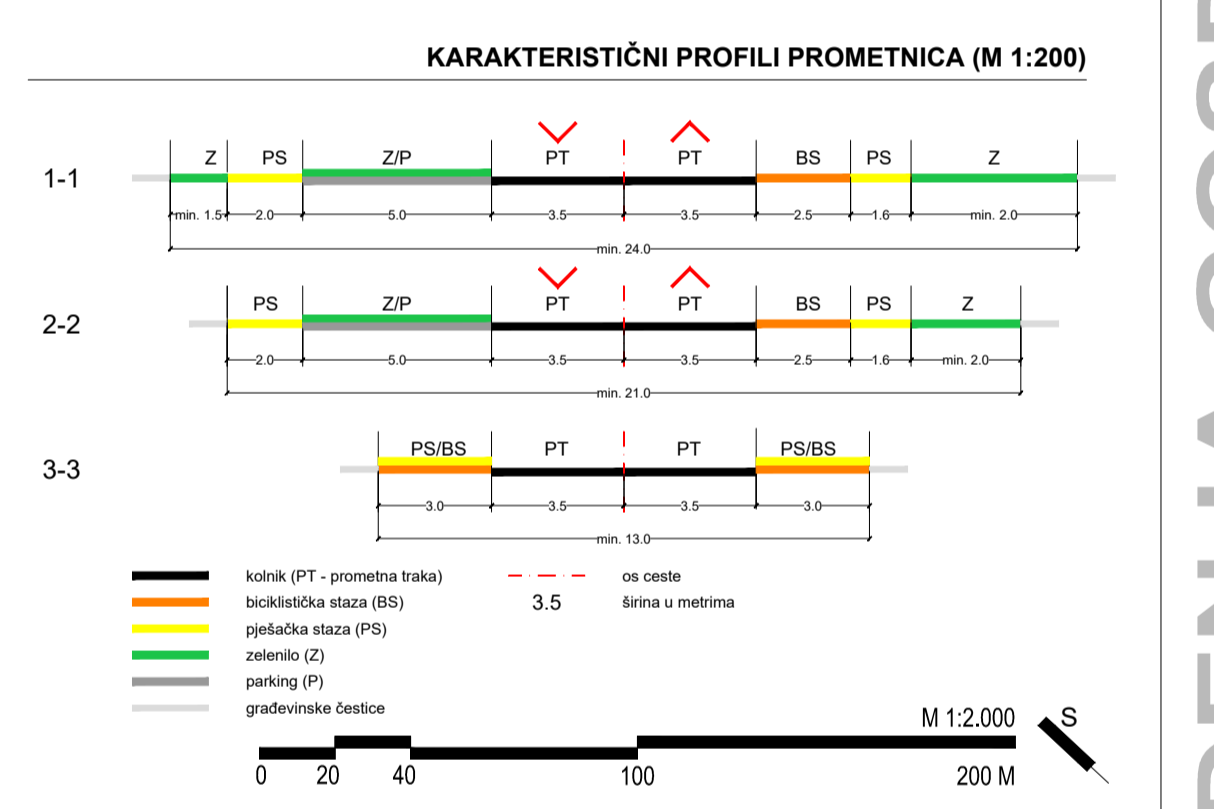 KARAKTERISTIČNI PROFILI PROMETNICA (M 1:200)
1-1
Z PS Z/P PT PT BS PS Z
min. 1.5 2.0 5.0 3.5 3.5 2.5 1.6 min. 2.0
min. 24.0
2-2
PS Z/P PT PT BS PS Z
2.0 5.0 3.5 3.5 2.5 1.6 min. 2.0
min. 21.0
3-3
PS/BS PT PT PS/BS
3.0 3.5 3.5 3.0
min. 13.0
kolnik (PT - prometna traka)
biciklistička staza (BS)
pješačka staza (PS)
zelenilo (Z)
parking (P)
građevinske čestice
os ceste
3.5 širina u metrima
M 1:2.000
S
0 20 40 100 200 M